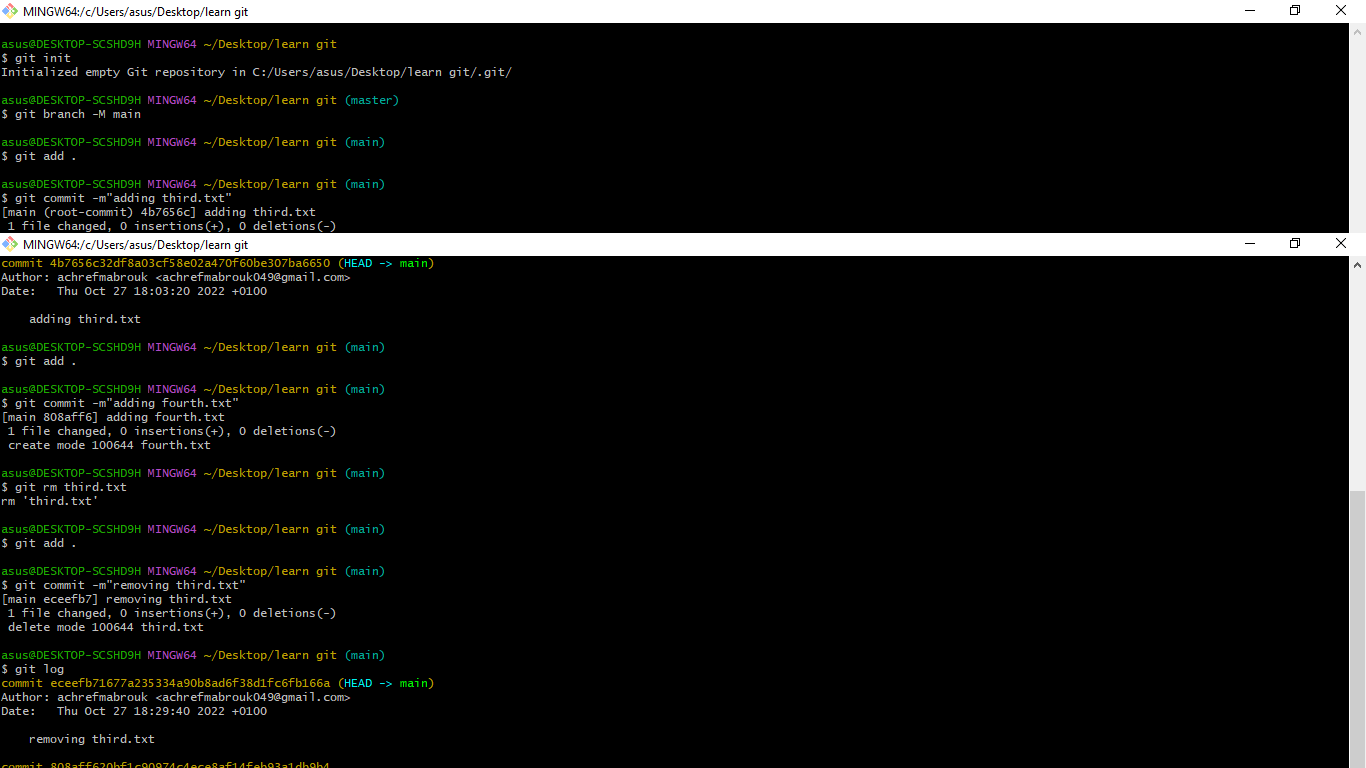 MINGW64:/c/Users/asus/Desktop/learn git
asus@DESKTOP-SCSHD9H MINGW64 ~/Desktop/learn git
$ git init
Initialized empty Git repository in C:/Users/asus/Desktop/learn git/.git/
asus@DESKTOP-SCSHD9H MINGW64 ~/Desktop/learn git (master)
$ git branch -M main
asus@DESKTOP-SCSHD9H MINGW64 ~/Desktop/learn git (main)
$ git add .
asus@DESKTOP-SCSHD9H MINGW64 ~/Desktop/learn git (main)
$ git commit -m"adding third.txt"
[main (root-commit) 4b7656c] adding third.txt
 1 file changed, 0 insertions(+), 0 deletions(-)
MINGW64:/c/Users/asus/Desktop/learn git
commit 4b7656c32df8a03cf58e02a470f60be307ba6650 (HEAD -> main)
Author: achrefmabrouk <achrefmabrouk049@gmail.com>
Date:   Thu Oct 27 18:03:20 2022 +0100
    adding third.txt
asus@DESKTOP-SCSHD9H MINGW64 ~/Desktop/learn git (main)
$ git add .
asus@DESKTOP-SCSHD9H MINGW64 ~/Desktop/learn git (main)
$ git commit -m"adding fourth.txt"
[main 808aff6] adding fourth.txt
 1 file changed, 0 insertions(+), 0 deletions(-)
 create mode 100644 fourth.txt
asus@DESKTOP-SCSHD9H MINGW64 ~/Desktop/learn git (main)
$ git rm third.txt
rm 'third.txt'
asus@DESKTOP-SCSHD9H MINGW64 ~/Desktop/learn git (main)
$ git add .
asus@DESKTOP-SCSHD9H MINGW64 ~/Desktop/learn git (main)
$ git commit -m"removing third.txt"
[main eceefb7] removing third.txt
 1 file changed, 0 insertions(+), 0 deletions(-)
 delete mode 100644 third.txt
asus@DESKTOP-SCSHD9H MINGW64 ~/Desktop/learn git (main)
$ git log
commit eceefb71677a235334a90b8ad6f38d1fc6fb166a (HEAD -> main)
Author: achrefmabrouk <achrefmabrouk049@gmail.com>
Date:   Thu Oct 27 18:29:40 2022 +0100
    removing third.txt
commit